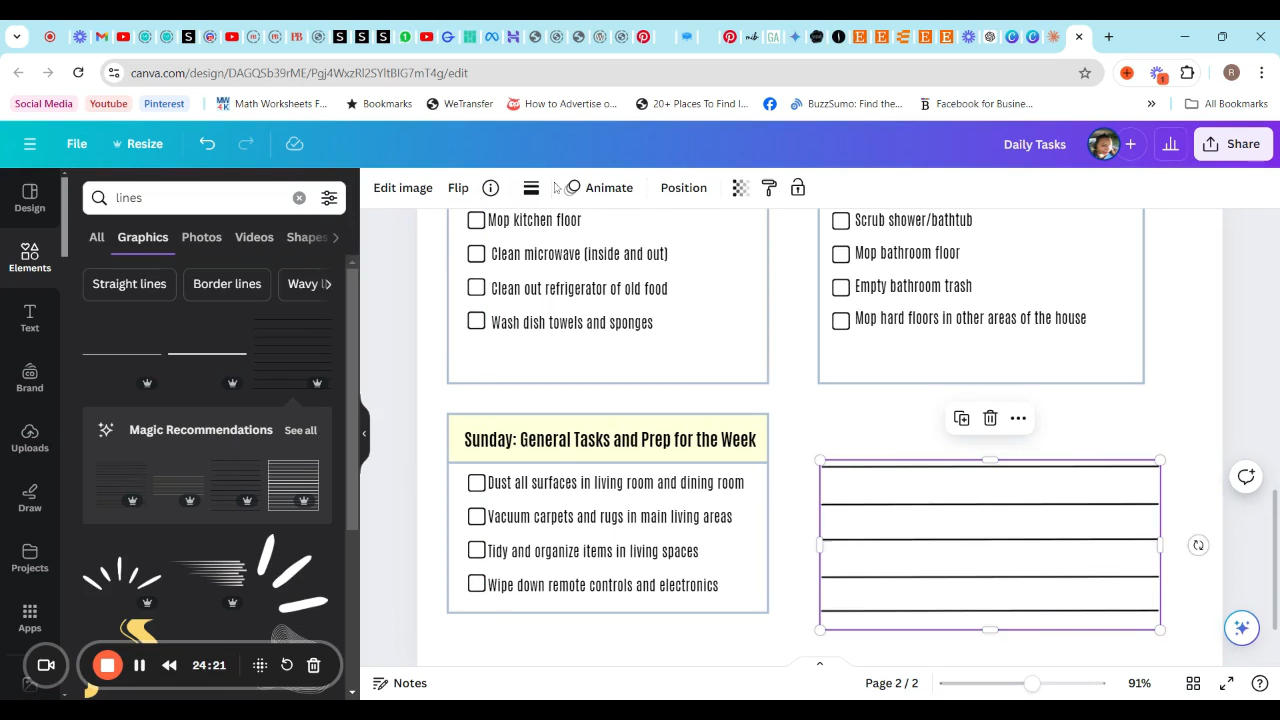 canva.com/design/DAGQSb39rME/Pgj4WxzRl2SYltBIG7mT4g/edit
Social Media
Youtube
Pinterest
Math Worksheets F...
Bookmarks
WeTransfer
How to Advertise o...
20+ Places To Find I...
BuzzSumo: Find the...
Facebook for Busine...
All Bookmarks
File
Resize
Daily Tasks
Share
Design
Elements
Text
Brand
Uploads
Draw
Projects
Apps
lines
All
Graphics
Photos
Videos
Shapes
Straight lines
Border lines
Wavy l
Magic Recommendations
See all
24:21
Edit image
Flip
Animate
Position
Mop kitchen floor
Clean microwave (inside and out)
Clean out refrigerator of old food
Wash dish towels and sponges
Scrub shower/bathtub
Mop bathroom floor
Empty bathroom trash
Mop hard floors in other areas of the house
Sunday: General Tasks and Prep for the Week
Dust all surfaces in living room and dining room
Vacuum carpets and rugs in main living areas
Tidy and organize items in living spaces
Wipe down remote controls and electronics
Notes
Page 2 / 2
91%